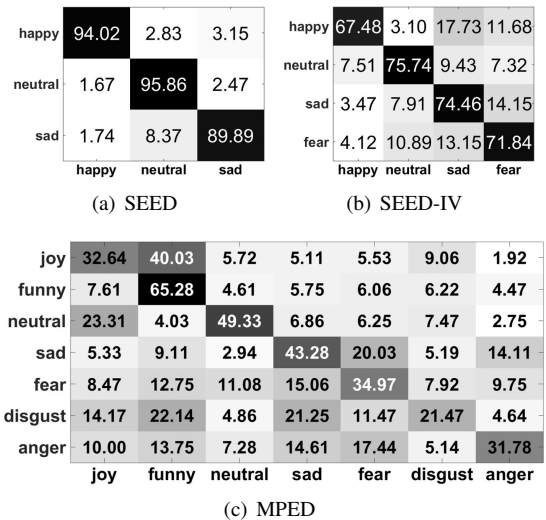 happy 94.02 2.83 3.15
neutral 1.67 95.86 2.47
sad 1.74 8.37 89.89
happy neutral sad
(a) SEED
happy 67.48 3.10 17.73 11.68
neutral 7.51 75.74 9.43 7.32
sad 3.47 7.91 74.46 14.15
fear 4.12 10.89 13.15 71.84
happy neutral sad fear
(b) SEED-IV
joy 32.64 40.03 5.72 5.11 5.53 9.06 1.92
funny 7.61 65.28 4.61 5.75 6.06 6.22 4.47
neutral 23.31 4.03 49.33 6.86 6.25 7.47 2.75
sad 5.33 9.11 2.94 43.28 20.03 5.19 14.11
fear 8.47 12.75 11.08 15.06 34.97 7.92 9.75
disgust 14.17 22.14 4.86 21.25 11.47 21.47 4.64
anger 10.00 13.75 7.28 14.61 17.44 5.14 31.78
joy funny neutral sad fear disgust anger
(c) MPED